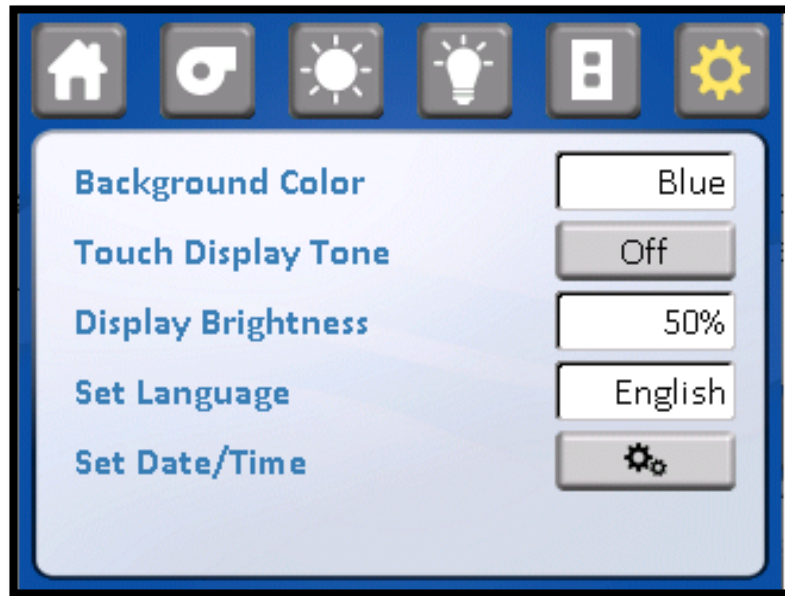 Background Color Blue
Touch Display Tone Off
Display Brightness 50%
Set Language English
Set Date/Time